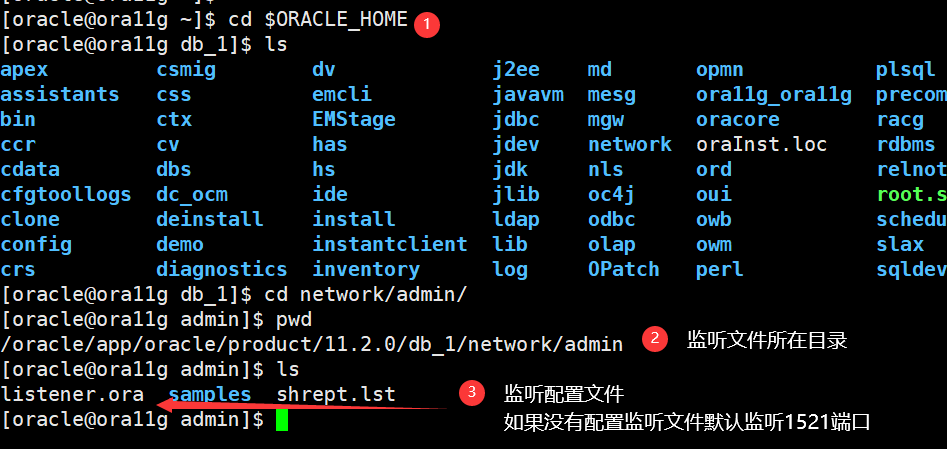 [oracle@ora11g ~]$ cd $ORACLE_HOME 1
[oracle@ora11g db_1]$ ls
apex csmig dv j2ee md opmn plsql
assistants css emcli javavm mesg ora11g_ora11g precom
bin ctx EMStage jdbc mgw oracore racg
ccr cv has jdev network oraInst.loc rdbms
cdata dbs hs jdk nls ord relnot
cfgtoollogs dc_ocm ide jlib oc4j oui root.s
clone deinstall install ldap odbc owb schedu
config demo instantclient lib olap owm slax
crs diagnostics inventory log OPatch perl sqldev
[oracle@ora11g db_1]$ cd network/admin/
[oracle@ora11g admin]$ pwd
/oracle/app/oracle/product/11.2.0/db_1/network/admin 2 监听文件所在目录
[oracle@ora11g admin]$ ls
listener.ora samples shrept.lst 3 监听配置文件
[oracle@ora11g admin]$ 如果没有配置监听文件默认监听1521端口